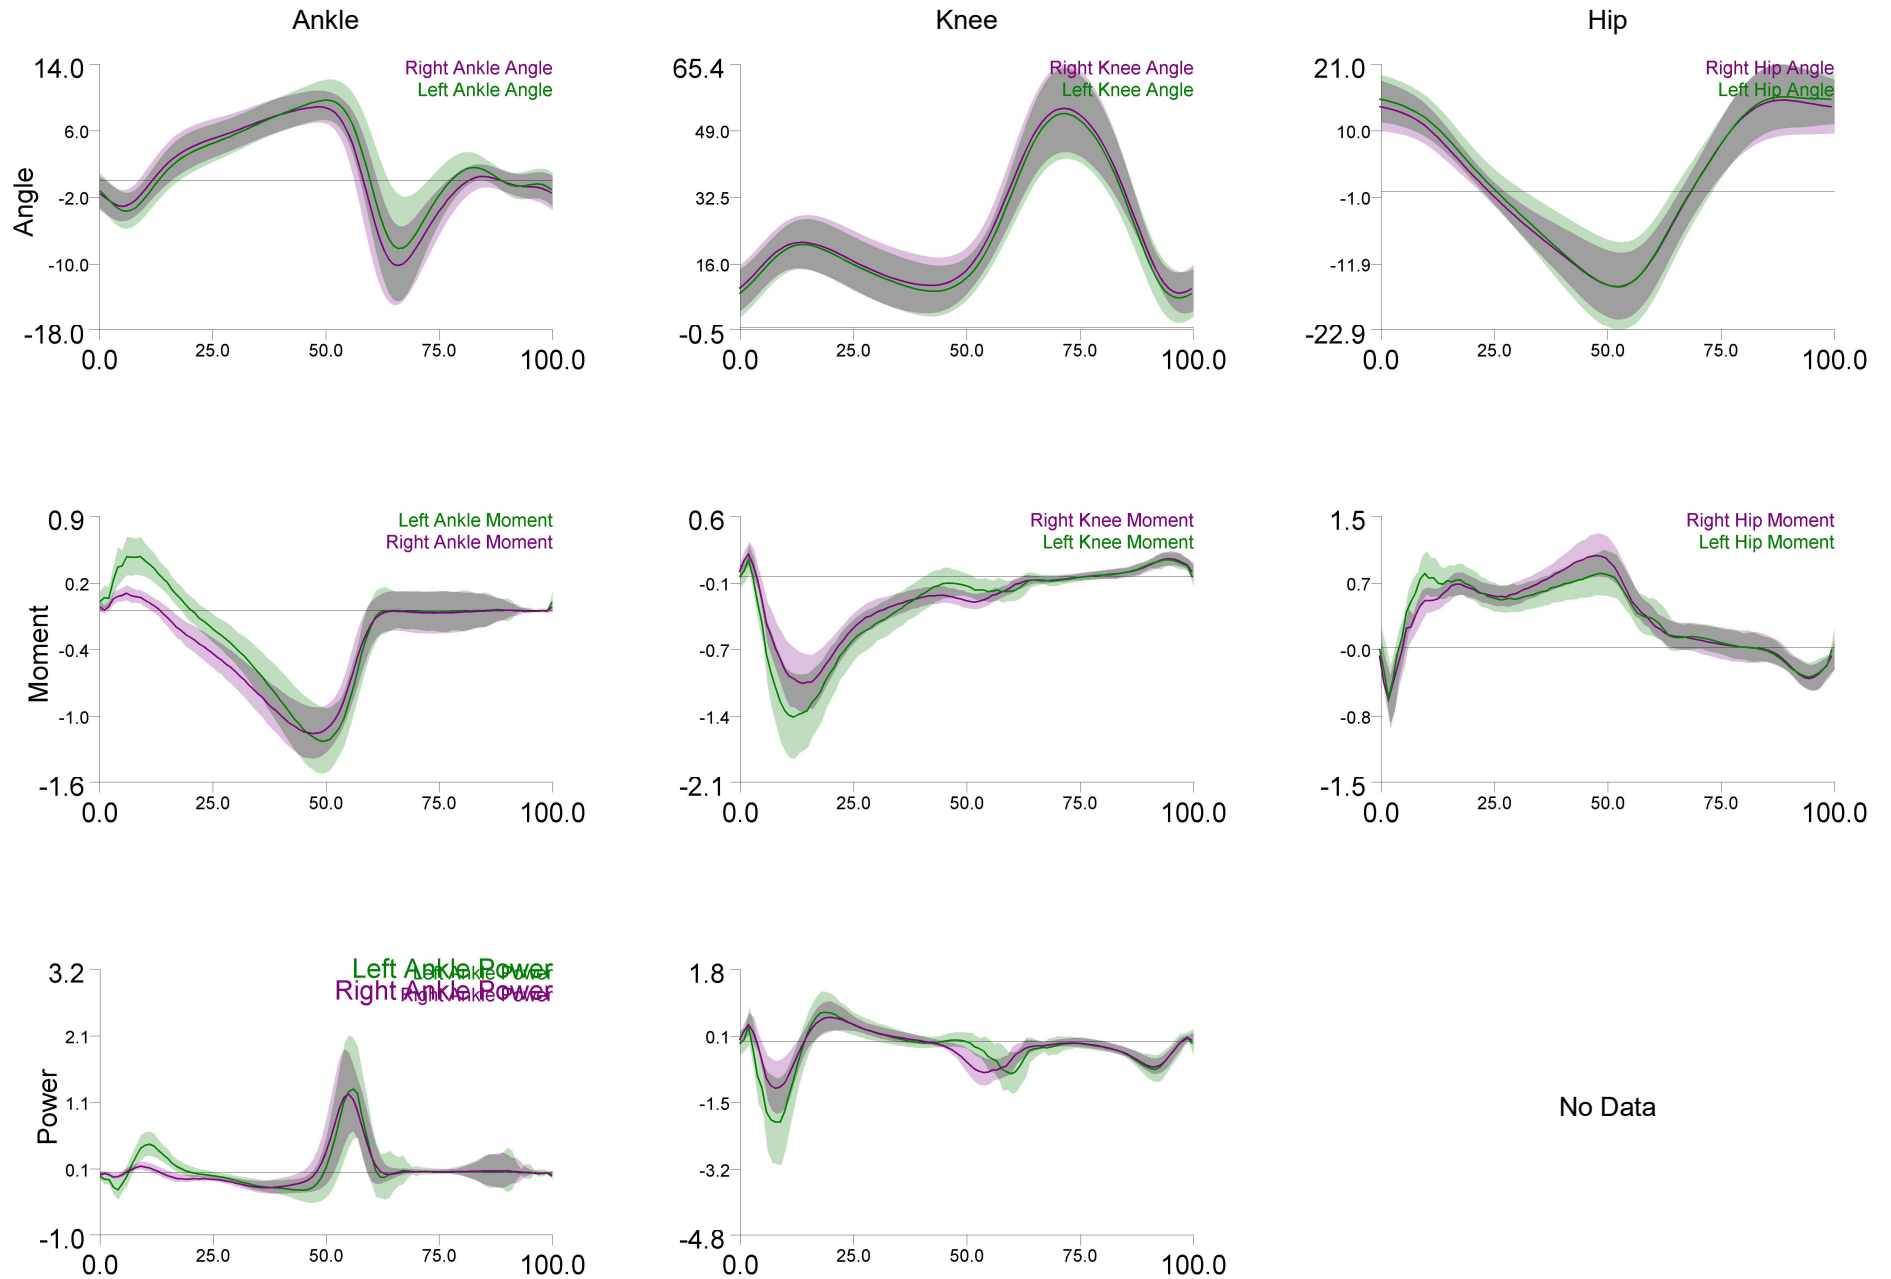 Ankle
Knee
Hip
14.0
6.0
-2.0
-10.0
-18.0
Angle
Right Ankle Angle
Left Ankle Angle
0.0 25.0 50.0 75.0 100.0
65.4
49.0
32.5
16.0
-0.5
Right Knee Angle
Left Knee Angle
0.0 25.0 50.0 75.0 100.0
21.0
10.0
-1.0
-11.9
-22.9
Right Hip Angle
Left Hip Angle
0.0 25.0 50.0 75.0 100.0
0.9
0.2
-0.4
-1.0
-1.6
Moment
Left Ankle Moment
Right Ankle Moment
0.0 25.0 50.0 75.0 100.0
0.6
-0.1
-0.7
-1.4
-2.1
Right Knee Moment
Left Knee Moment
0.0 25.0 50.0 75.0 100.0
1.5
0.7
-0.0
-0.8
-1.5
Right Hip Moment
Left Hip Moment
0.0 25.0 50.0 75.0 100.0
3.2
2.1
1.1
0.1
-1.0
Power
Left Ankle Power
Left Ankle Power
Right Ankle Power
Right Ankle Power
0.0 25.0 50.0 75.0 100.0
1.8
0.1
-1.5
-3.2
-4.8
0.0 25.0 50.0 75.0 100.0
No Data